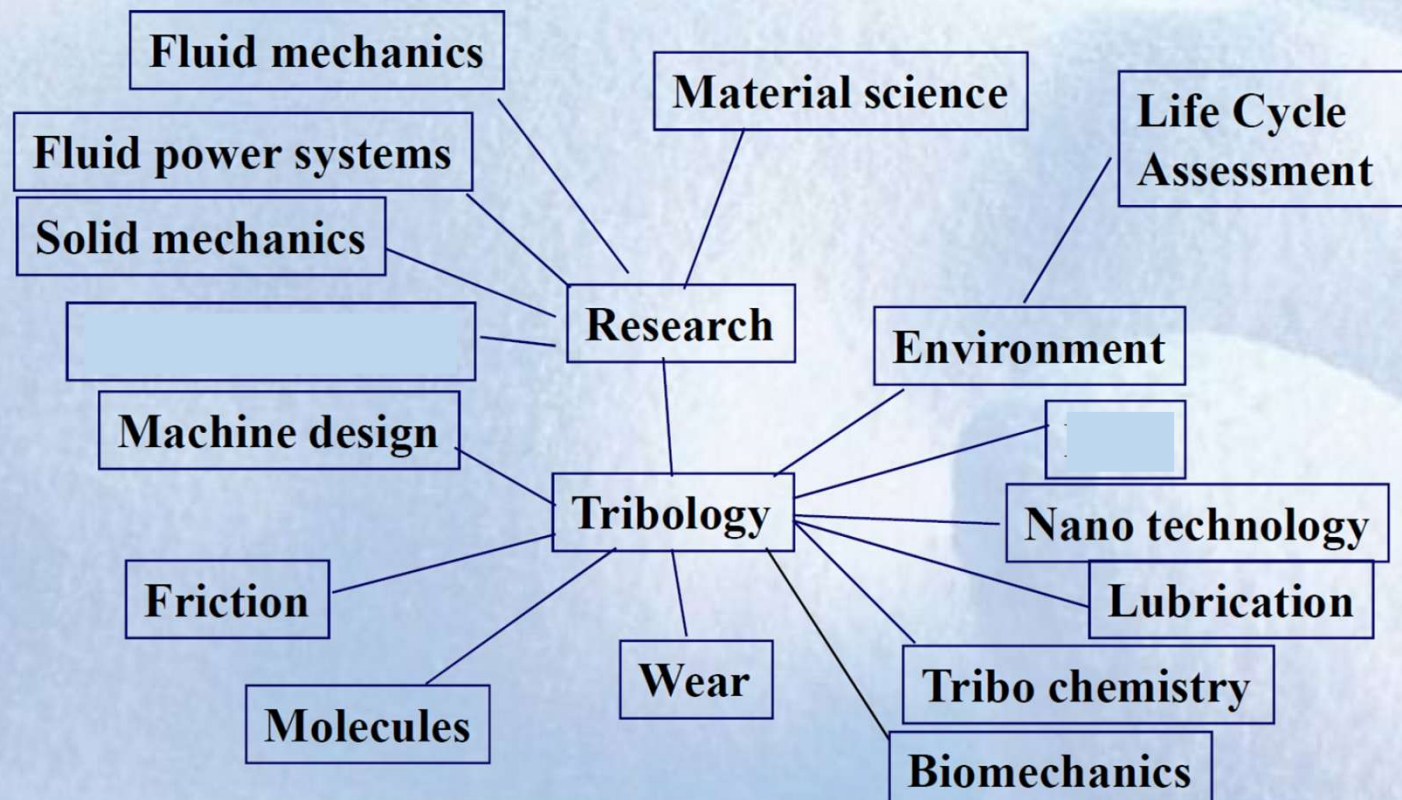 Fluid mechanics
Material science
Life Cycle
Assessment
Fluid power systems
Solid mechanics
Research
Environment
Machine design
Tribology
Nano technology
Friction
Lubrication
Wear
Tribo chemistry
Molecules
Biomechanics